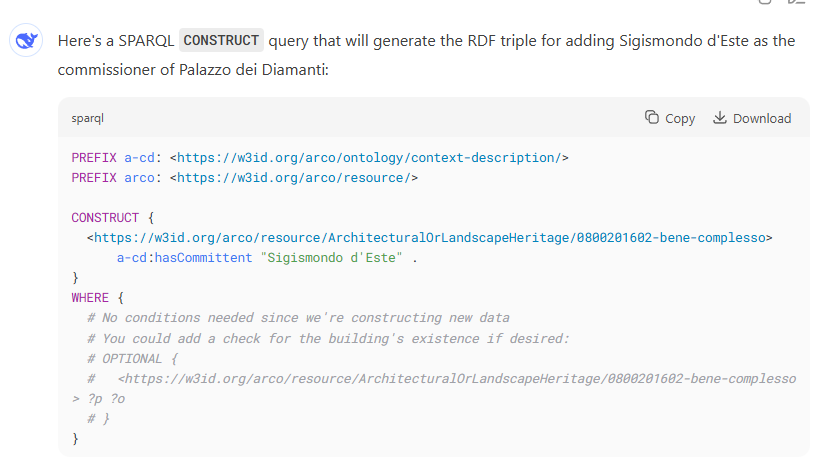 Here's a SPARQL CONSTRUCT query that will generate the RDF triple for adding Sigismondo d'Este as the
commissioner of Palazzo dei Diamanti:
sparql
Copy
Download
PREFIX a-cd: <https://w3id.org/arco/ontology/context-description/>
PREFIX arco: <https://w3id.org/arco/resource/>
CONSTRUCT {
<https://w3id.org/arco/resource/ArchitecturalOrLandscapeHeritage/0800201602-bene-complesso>
a-cd:hasCommittent "Sigismondo d'Este" .
}
WHERE {
# No conditions needed since we're constructing new data
# You could add a check for the building's existence if desired:
# OPTIONAL {
#   <https://w3id.org/arco/resource/ArchitecturalOrLandscapeHeritage/0800201602-bene-complesso
> ?p ?o
# }
}